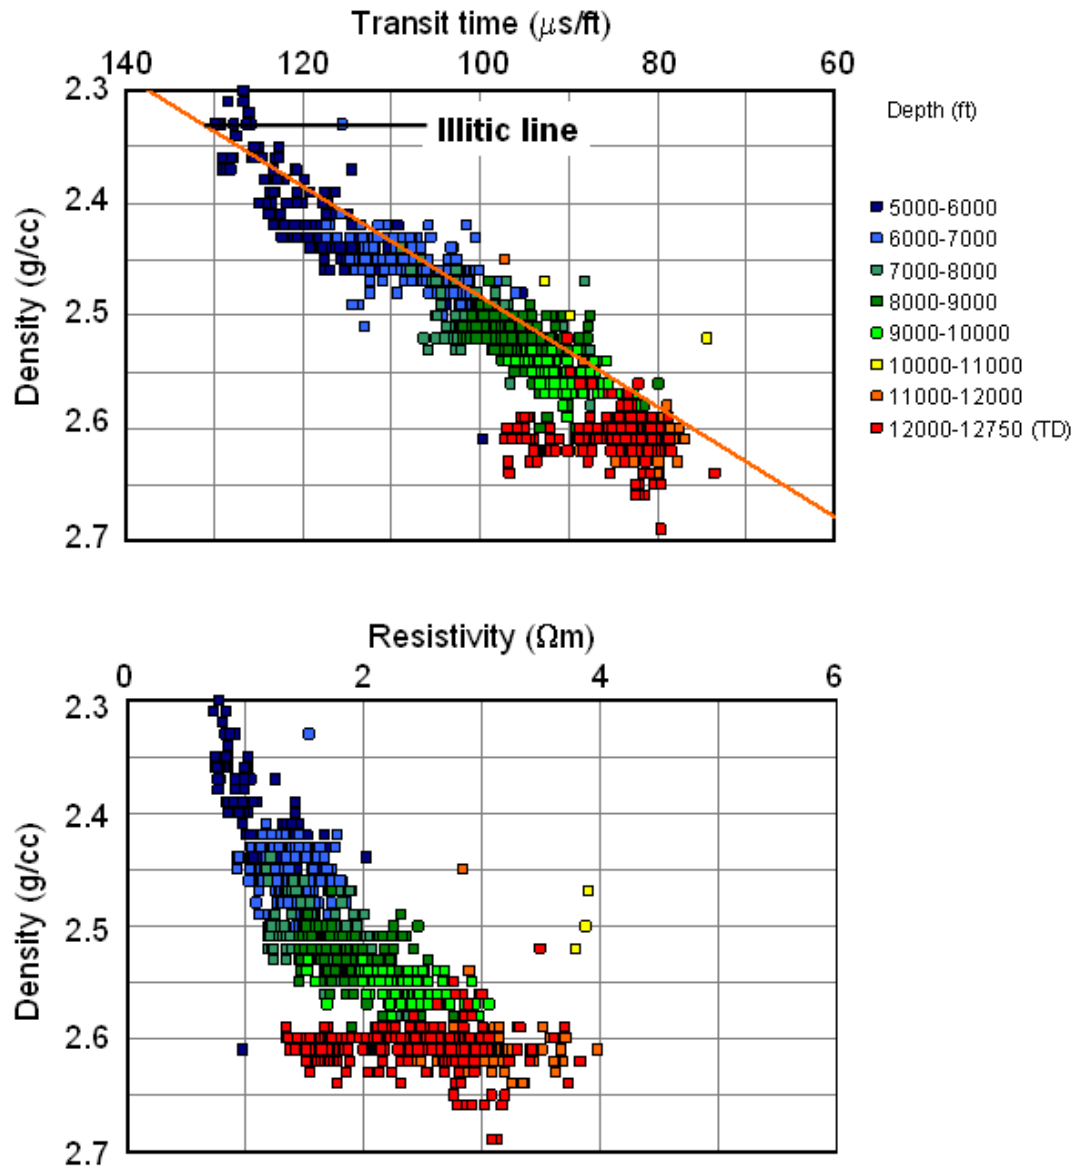 Transit time (μs/ft)
140 120 100 80 60
2.3
2.4
2.5
2.6
2.7
Density (g/cc)
Illitic line
Depth (ft)
5000-6000
6000-7000
7000-8000
8000-9000
9000-10000
10000-11000
11000-12000
12000-12750 (TD)
Resistivity (Ωm)
0 2 4 6
2.3
2.4
2.5
2.6
2.7
Density (g/cc)